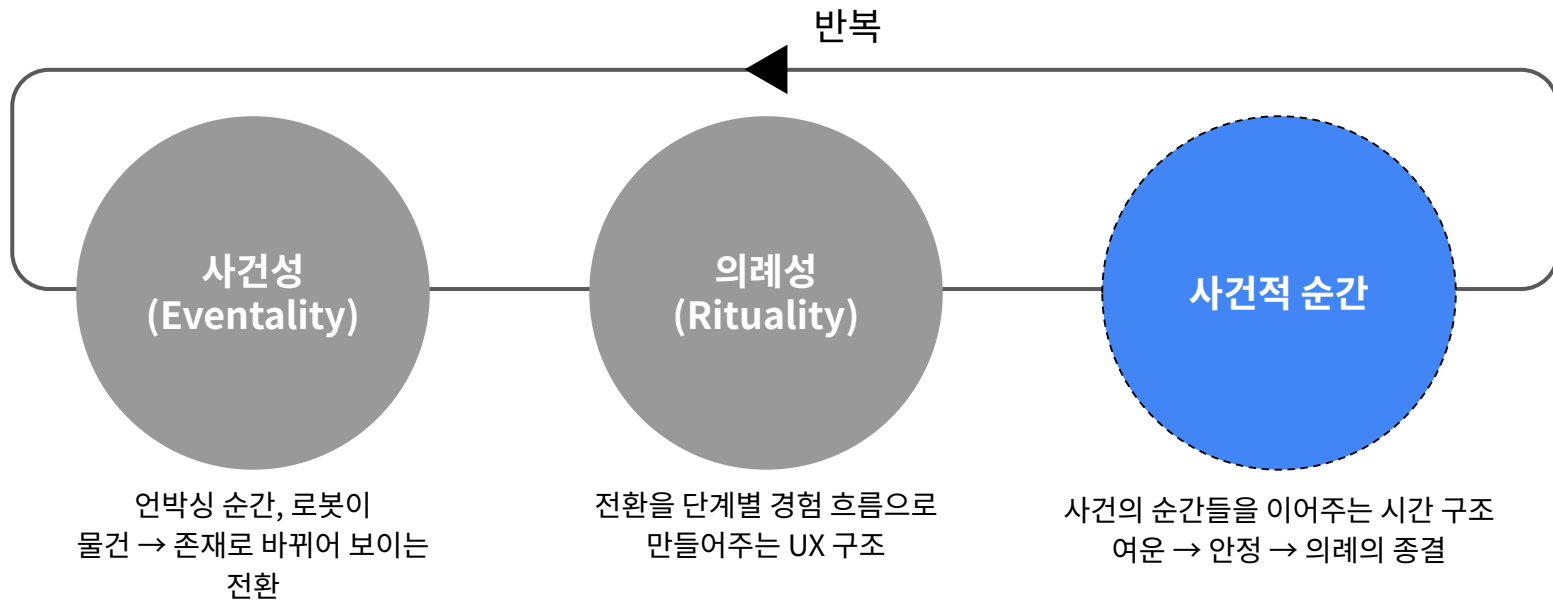 반복
사건성
(Eventality)
의례성
(Rituality)
사건적 순간
언박싱 순간, 로봇이
물건 → 존재로 바뀌어 보이는
전환
전환을 단계별 경험 흐름으로
만들어주는 UX 구조
사건의 순간들을 이어주는 시간 구조
여운 → 안정 → 의례의 종결